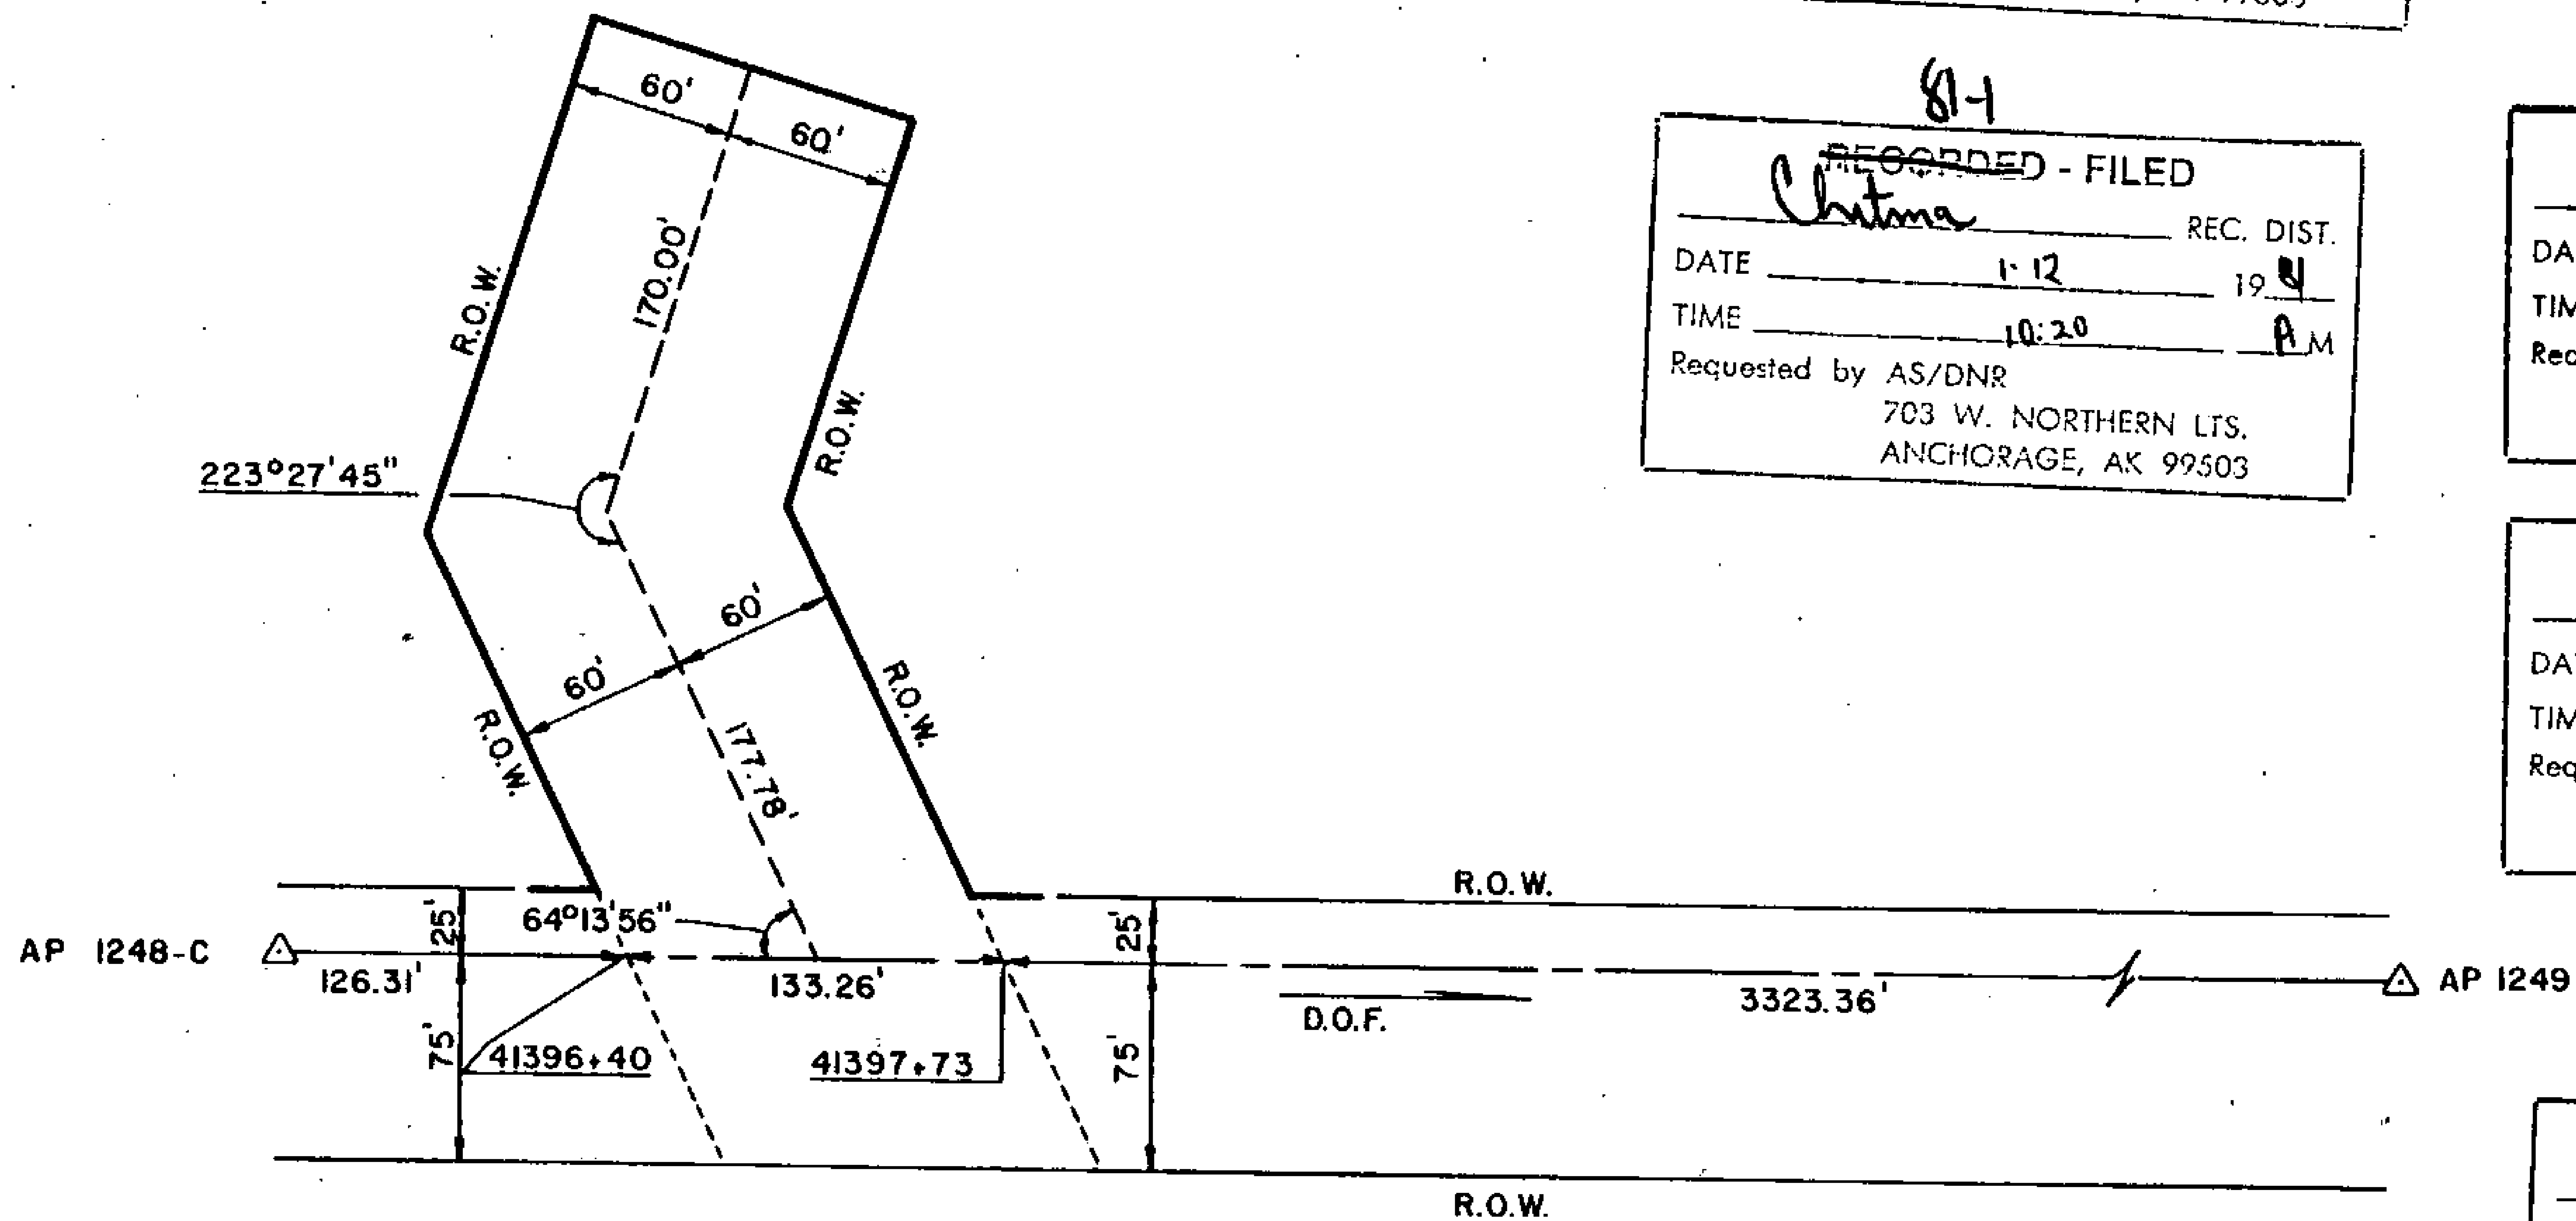 81-1
RECORDED - FILED
Chitina REC. DIST.
DATE 1-12 19
TIME 10:20 A M
Requested by AS/DNR
703 W. NORTHERN LTS.
ANCHORAGE, AK 99503
60'
60'
170.00'
R.O.W.
R.O.W.
223°27'45"
60'
60'
R.O.W.
R.O.W.
177.78'
R.O.W.
25'
64°13'56"
25'
AP 1248-C
126.31'
133.26'
D.O.F.
3323.36'
AP 1249
75'
41396+40
41397+73
75'
R.O.W.
TIM
Req
TIM
Req